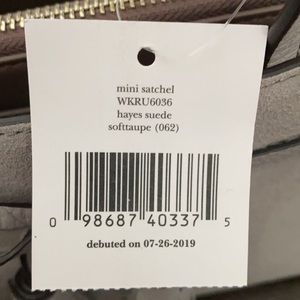 mini satchel
WKRU6036
hayes suede
softtaupe (062)
0 98687 40337 5
debuted on 07-26-2019